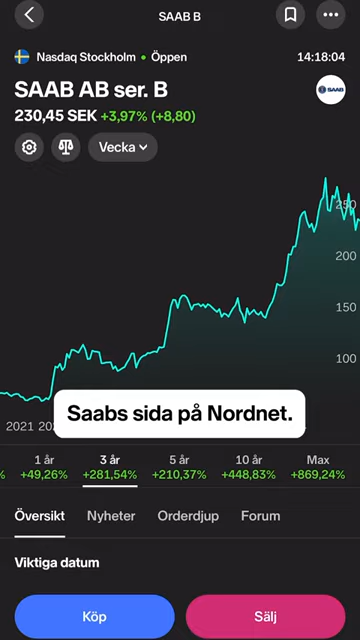 SAAB B
Nasdaq Stockholm • Öppen
14:18:04
SAAB AB ser. B
SAAB
230,45 SEK +3,97% (+8,80)
Vecka
250
200
150
100
Saabs sida på Nordnet.
2021
1 år 3 år 5 år 10 år Max
% +49,26% +281,54% +210,37% +448,83% +869,24%
Översikt Nyheter Orderdjup Forum
Viktiga datum
Köp Sälj